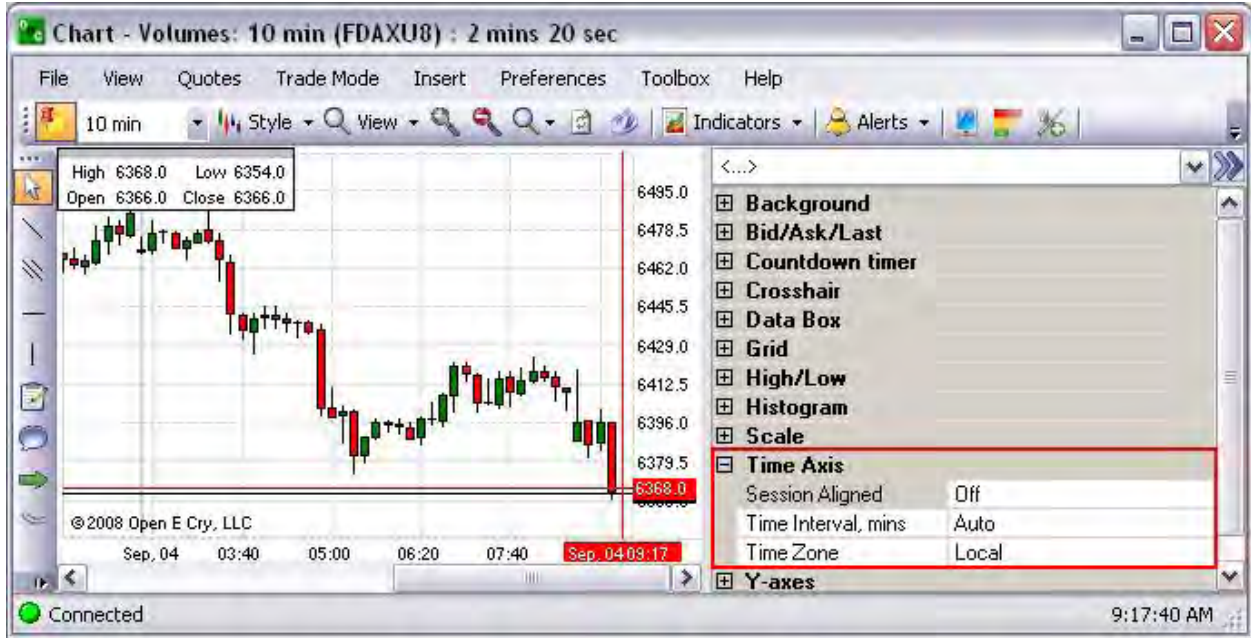 Chart - Volumes: 10 min (FDAXU8) : 2 mins 20 sec
File View Quotes Trade Mode Insert Preferences Toolbox Help
10 min Style View Indicators Alerts
High 6368.0 Low 6354.0
Open 6366.0 Close 6366.0
6495.0
6478.5
6462.0
6445.5
6429.0
6412.5
6396.0
6379.5
6368.0
©2008 Open E Cry, LLC
Sep, 04 03:40 05:00 06:20 07:40 Sep, 04 09:17
<...>
Background
Bid/Ask/Last
Countdown timer
Crosshair
Data Box
Grid
High/Low
Histogram
Scale
Time Axis
Session Aligned Off
Time Interval, mins Auto
Time Zone Local
Y-axes
Connected 9:17:40 AM